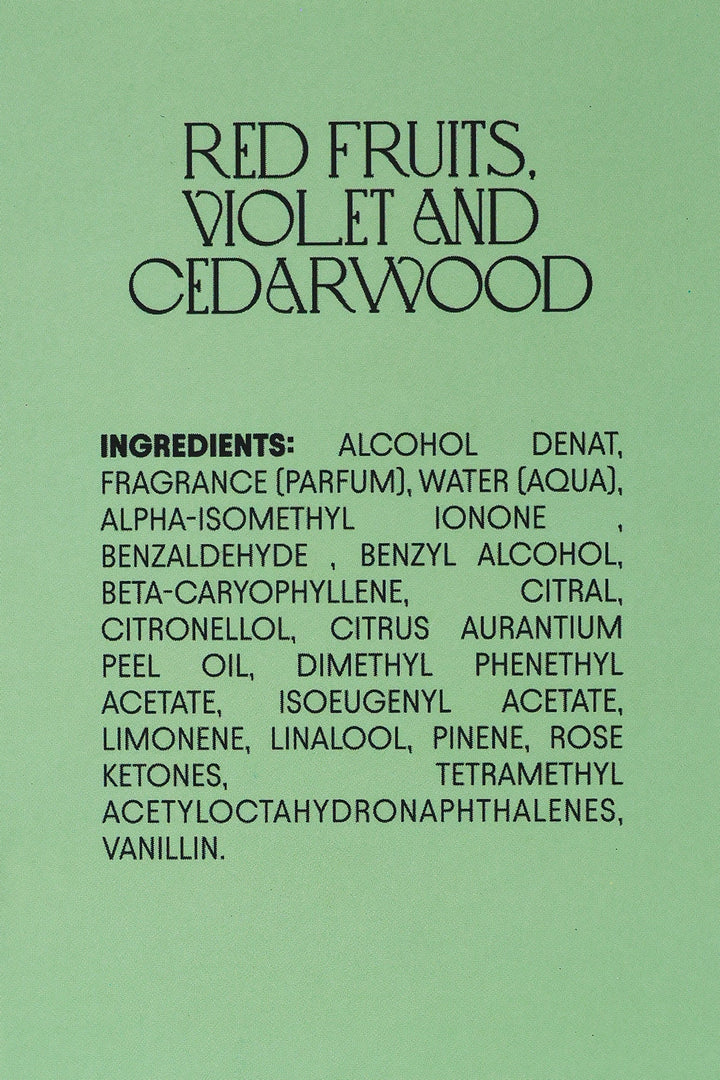 RED FRUITS,
VIOLET AND
CEDARWOOD
INGREDIENTS: ALCOHOL DENAT,
FRAGRANCE (PARFUM), WATER (AQUA),
ALPHA-ISOMETHYL IONONE ,
BENZALDEHYDE , BENZYL ALCOHOL,
BETA-CARYOPHYLLENE, CITRAL,
CITRONELLOL, CITRUS AURANTIUM
PEEL OIL, DIMETHYL PHENETHYL
ACETATE, ISOEUGENYL ACETATE,
LIMONENE, LINALOOL, PINENE, ROSE
KETONES, TETRAMETHYL
ACETYLOCTAHYDRONAPHTHALENES,
VANILLIN.